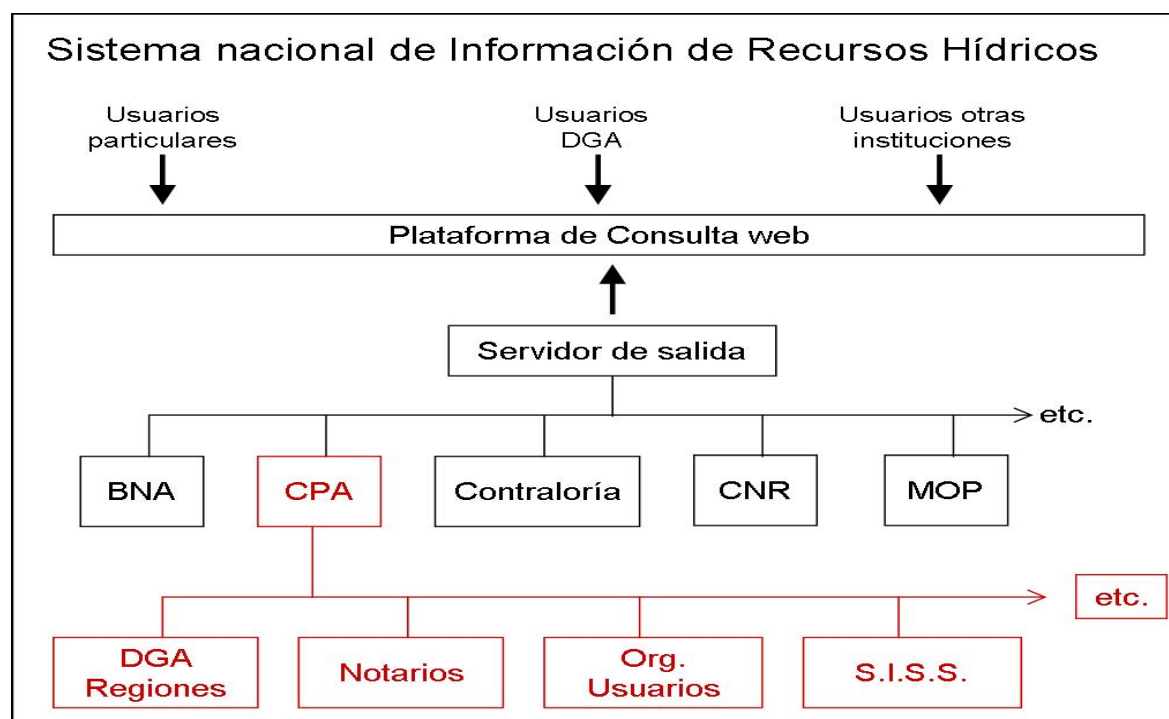 Sistema nacional de Información de Recursos Hídricos
Usuarios particulares
Usuarios DGA
Usuarios otras instituciones
Plataforma de Consulta web
Servidor de salida
etc.
BNA
CPA
Contraloría
CNR
MOP
etc.
DGA Regiones
Notarios
Org. Usuarios
S.I.S.S.